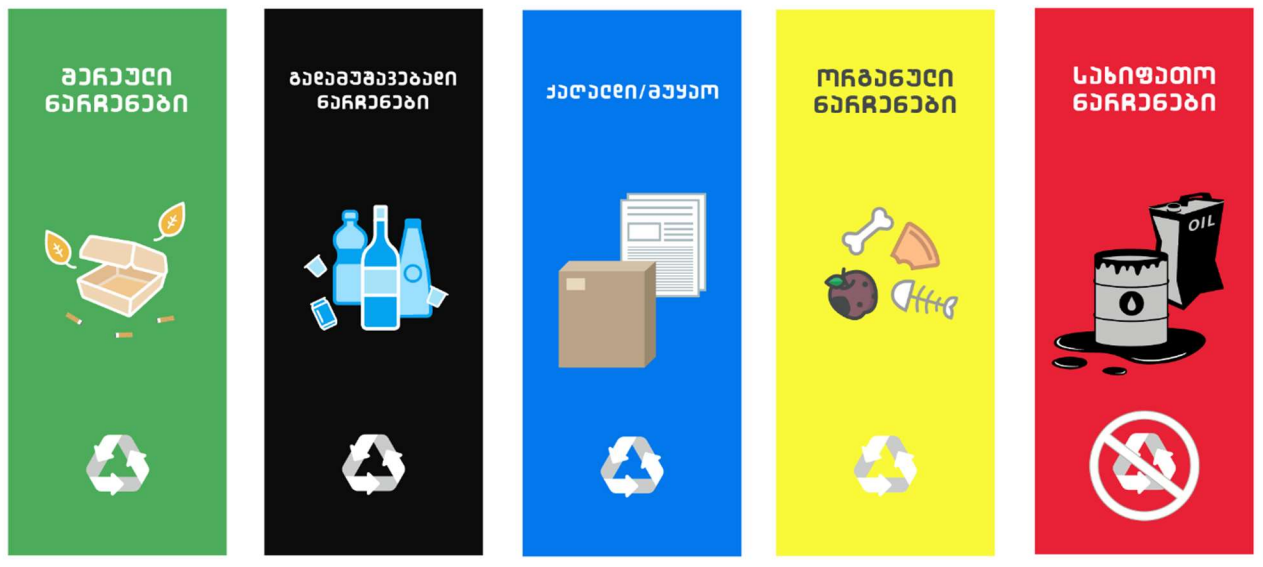 შერეული
ნარჩენები
გადამუშავებადი
ნარჩენები
ქაღალდი/მუყაო
ორგანული
ნარჩენები
სახიფათო
ნარჩენები
OIL